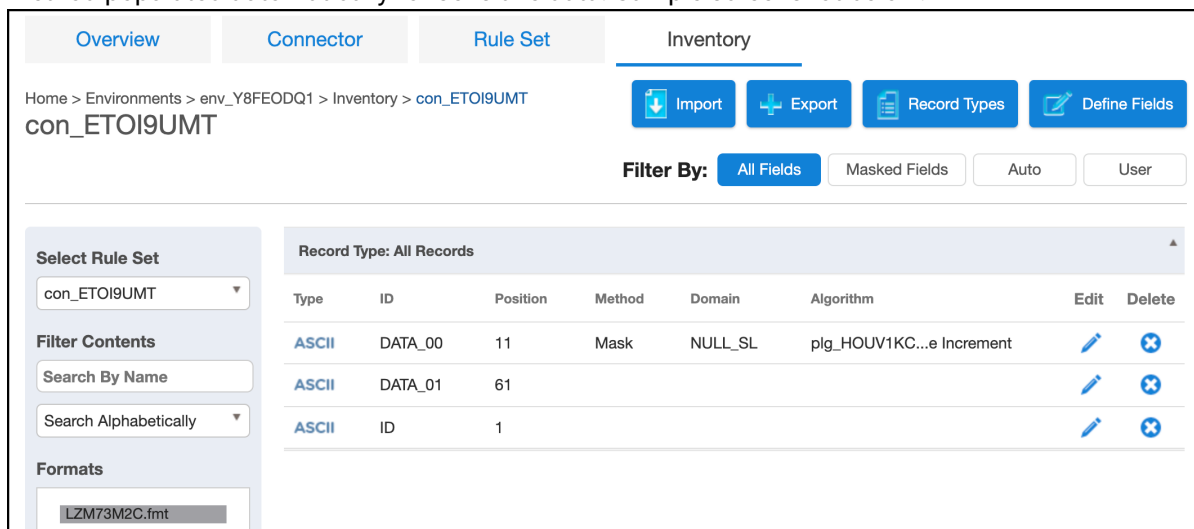 Overview Connector Rule Set Inventory
Home > Environments > env_Y8FEODQ1 > Inventory > con_ETOI9UMT
con_ETOI9UMT
Import Export Record Types Define Fields
Filter By: All Fields Masked Fields Auto User
Select Rule Set
con_ETOI9UMT
Filter Contents
Search By Name
Search Alphabetically
Formats
LZM73M2C.fmt
Record Type: All Records
Type ID Position Method Domain Algorithm Edit Delete
ASCII DATA_00 11 Mask NULL_SL plg_HOUV1KC...e Increment
ASCII DATA_01 61
ASCII ID 1